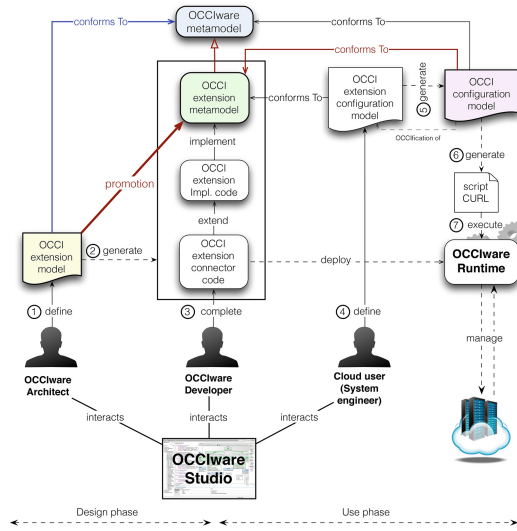 conforms To
OCCIware
metamodel
conforms To
conforms To
OCCI
extension
metamodel
conforms To
OCCI
extension
configuration
model
generate
5
OCCI
configuration
model
OCCIfication of
implement
6 generate
promotion
OCCI
extension
Impl. code
script
CURL
extend
7 execute
OCCI
extension
model
2 generate
OCCI
extension
connector
code
deploy
OCCIware
Runtime
1 define
3 complete
4 define
manage
OCCIware
Architect
OCCIware
Developer
Cloud user
(System
engineer)
interacts
interacts
interacts
OCCIware
Studio
Design phase
Use phase